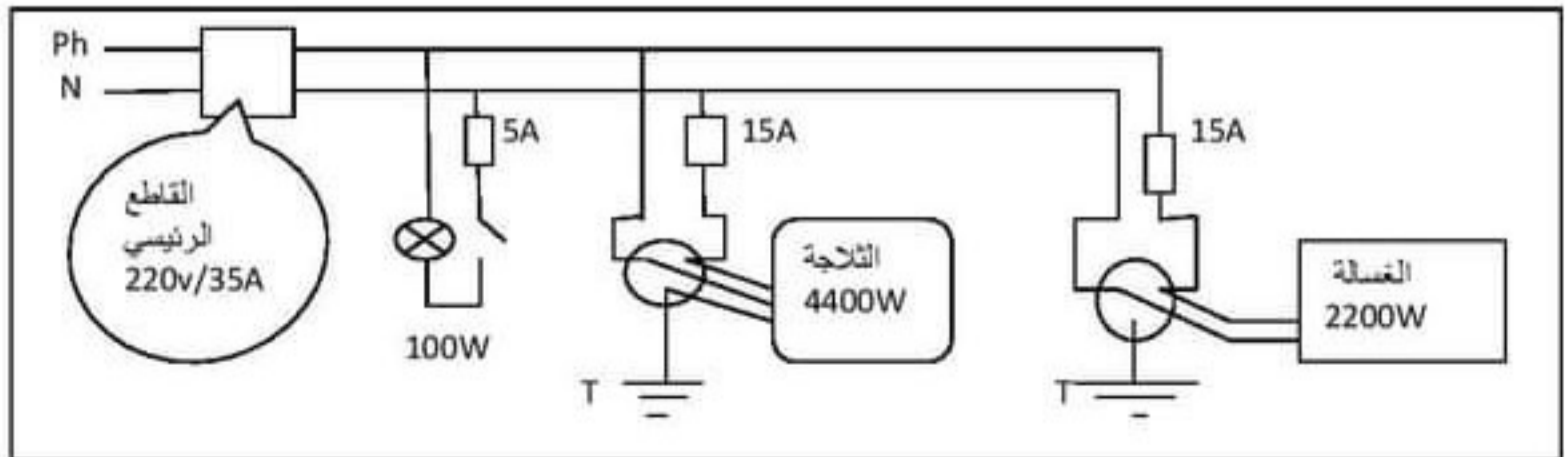 Ph
N
5A
15A
15A
القاطع
الرئيسي
220v/35A
الثلاجة
4400W
الغسالة
2200W
100W
T
T